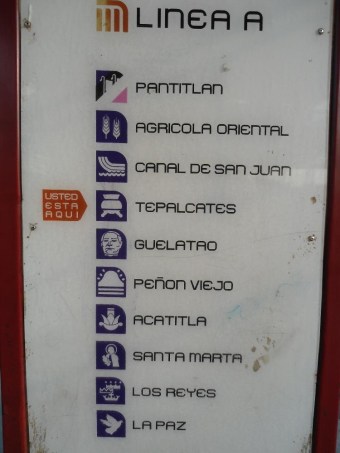 LINEA A
PANTITLAN
AGRICOLA ORIENTAL
CANAL DE SAN JUAN
USTED
ESTA
AQUI
TEPALCATES
GUELATAO
PEÑON VIEJO
ACATITLA
SANTA MARTA
LOS REYES
LA PAZ